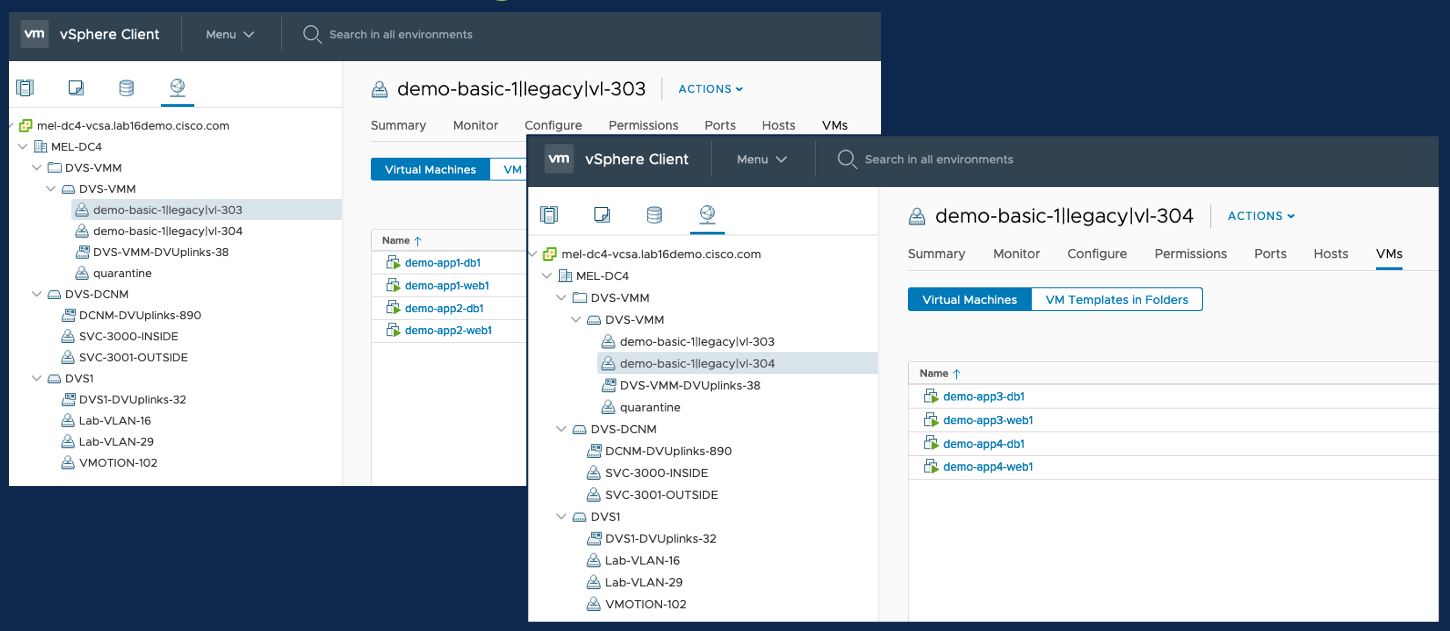 vm vSphere Client Menu Search in all environments
demo-basic-1|legacy|vl-303 ACTIONS
Summary Monitor Configure Permissions Ports Hosts VMs
Virtual Machines VM
mel-dc4-vcsa.lab16demo.cisco.com
MEL-DC4
DVS-VMM
DVS-VMM
demo-basic-1|legacy|vl-303
demo-basic-1|legacy|vl-304
DVS-VMM-DVUplinks-38
quarantine
DVS-DCNM
DCNM-DVUplinks-890
SVC-3000-INSIDE
SVC-3001-OUTSIDE
DVS1
DVS1-DVUplinks-32
Lab-VLAN-16
Lab-VLAN-29
VMOTION-102
Name ↑
demo-app1-db1
demo-app1-web1
demo-app2-db1
demo-app2-web1
vm vSphere Client Menu Search in all environments
mel-dc4-vcsa.lab16demo.cisco.com
MEL-DC4
DVS-VMM
DVS-VMM
demo-basic-1|legacy|vl-303
demo-basic-1|legacy|vl-304
DVS-VMM-DVUplinks-38
quarantine
DVS-DCNM
DCNM-DVUplinks-890
SVC-3000-INSIDE
SVC-3001-OUTSIDE
DVS1
DVS1-DVUplinks-32
Lab-VLAN-16
Lab-VLAN-29
VMOTION-102
demo-basic-1|legacy|vl-304 ACTIONS
Summary Monitor Configure Permissions Ports Hosts VMs
Virtual Machines VM Templates in Folders
Name ↑
demo-app3-db1
demo-app3-web1
demo-app4-db1
demo-app4-web1